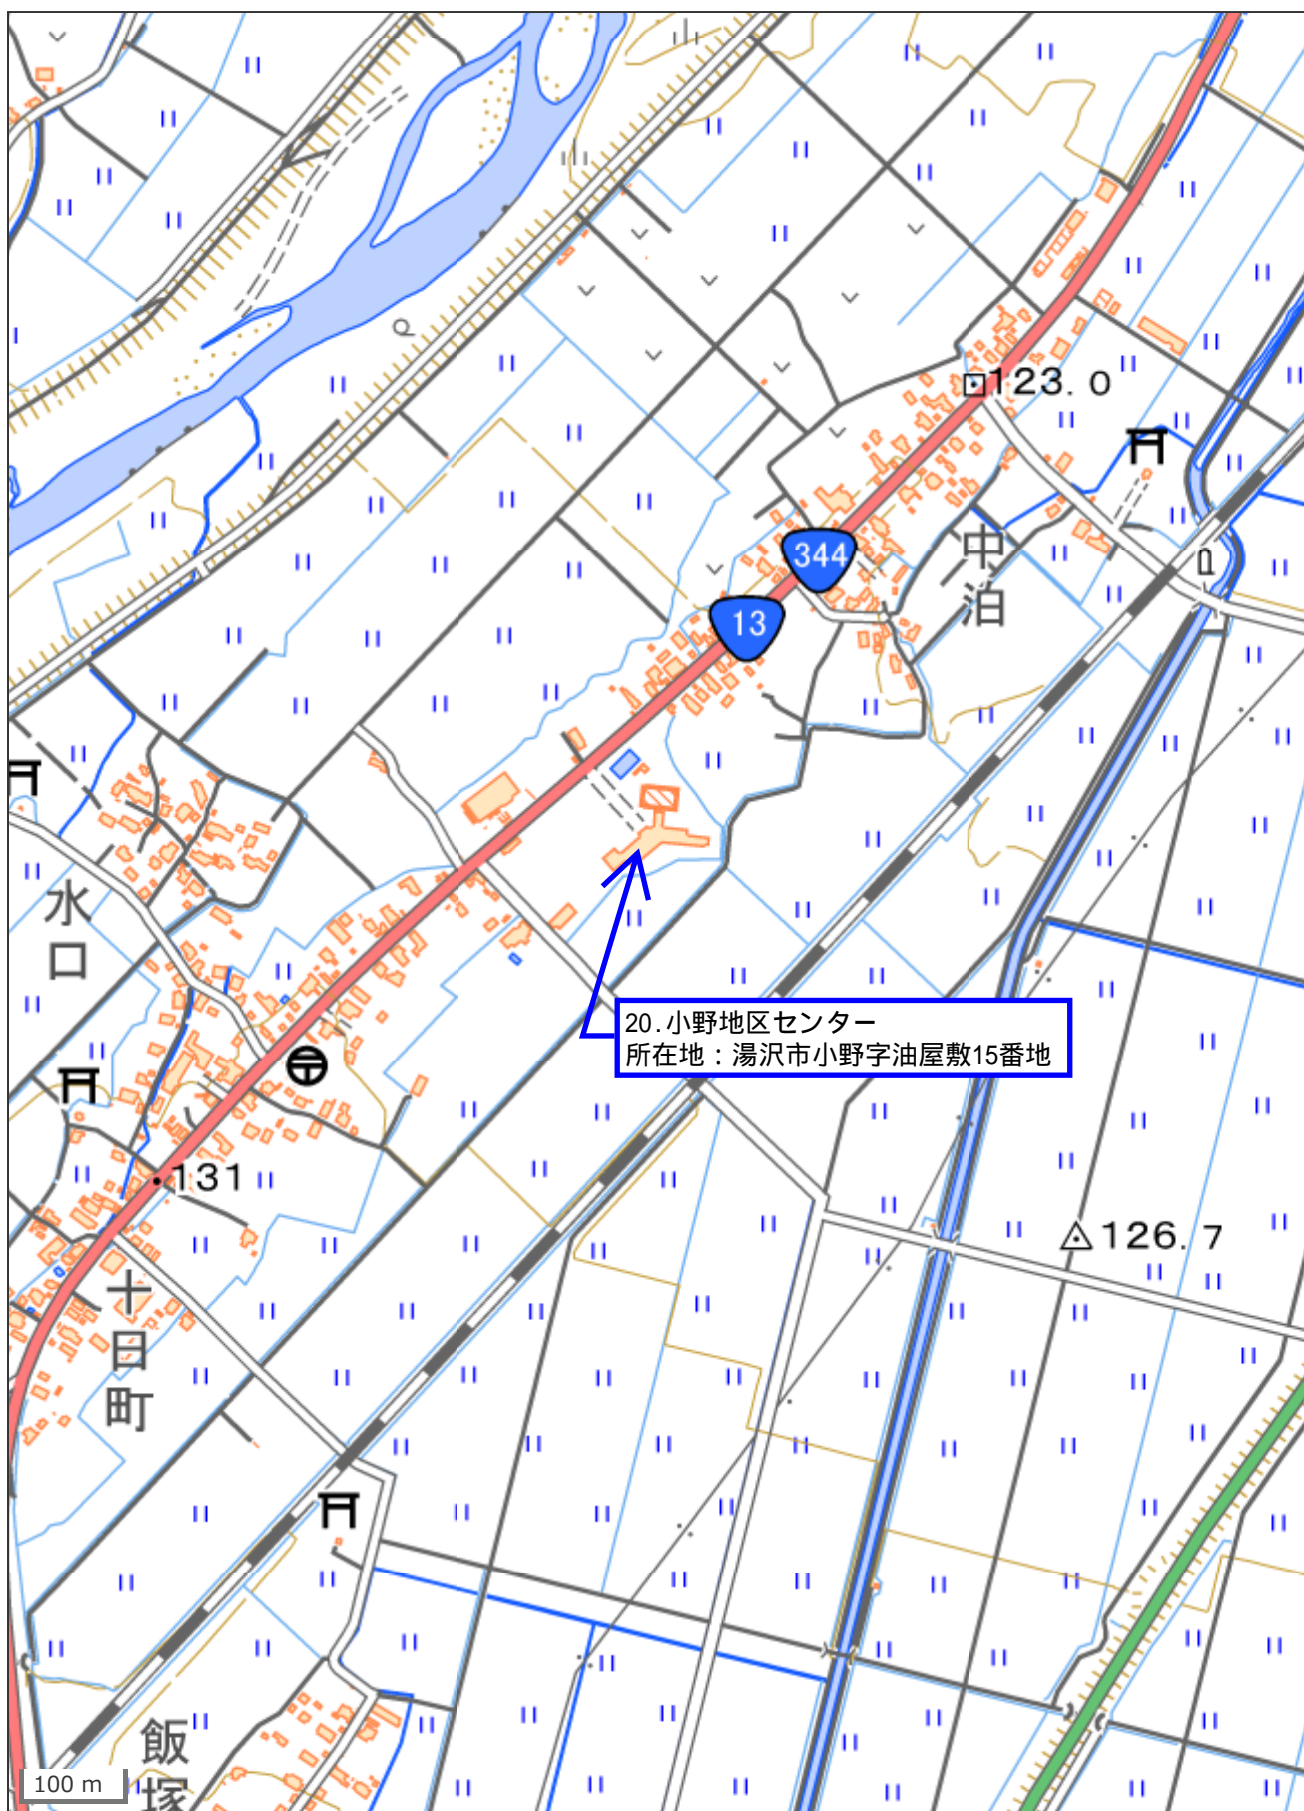 123.0
344
13
中泊
水口
20.小野地区センター
所在地：湯沢市小野字油屋敷15番地
131
126.7
十日町
飯塚
100 m